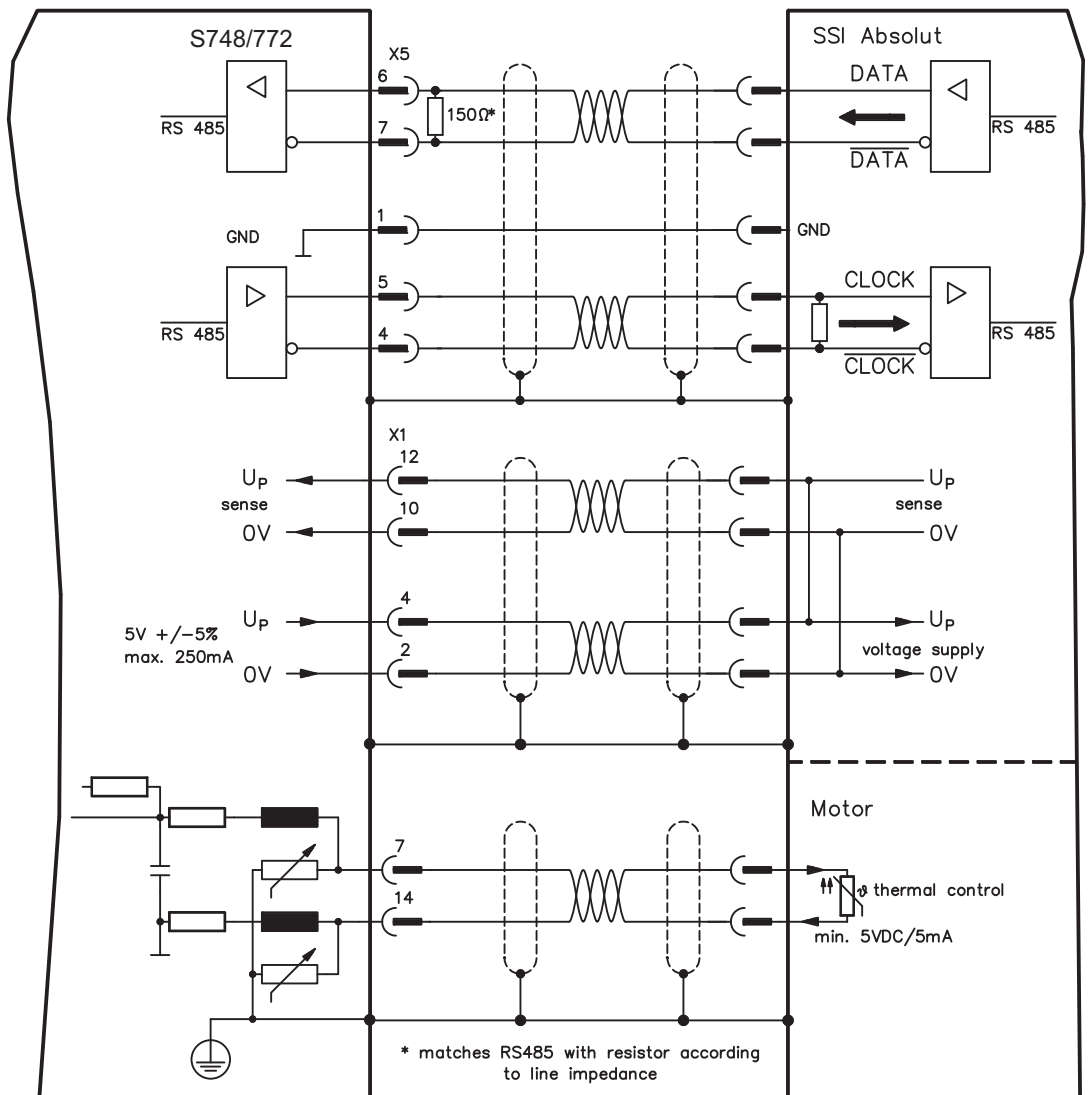 S748/772
X5
SSI Absolut
6
DATA
150Ω*
RS 485
7
RS 485
DATA
1
GND
GND
5
CLOCK
RS 485
4
RS 485
CLOCK
X1
12
UP
UP
sense
10
sense
0V
0V
4
UP
UP
5V +/-5%
max. 250mA
2
voltage supply
0V
0V
Motor
7
14
ϑ thermal control
min. 5VDC/5mA
* matches RS485 with resistor according
to line impedance